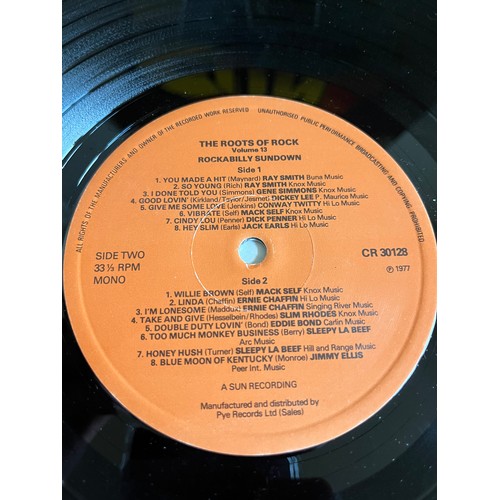 ALL RIGHTS OF THE MANUFACTURERS AND OWNER OF THE RECORDED WORK RESERVED UNAUTHORISED PUBLIC PERFORMANCE BROADCASTING AND COPYING PROHIBITED
THE ROOTS OF ROCK
Volume 13
ROCKABILLY SUNDOWN
Side 1
1. YOU MADE A HIT (Maynard) RAY SMITH Buna Music
2. SO YOUNG (Rich) RAY SMITH Knox Music
3. I DONE TOLD YOU (Simmons) GENE SIMMONS Knox Music
4. GOOD LOVIN' (Kirkland/Taylor/Jesmer) DICKEY LEE P. Maurice Music
5. GIVE ME SOME LOVE (Jenkins) CONWAY TWITTY Hi Lo Music
6. VIBRATE (Self) MACK SELF Knox Music
7. CINDY LOU (Penner) DICK PENNER Hi Lo Music
8. HEY SLIM (Earls) JACK EARLS Hi Lo Music
SIDE TWO
33⅓ RPM
MONO
CR 30128
Ⓟ 1977
Side 2
1. WILLIE BROWN (Self) MACK SELF Knox Music
2. LINDA (Chaffin) ERNIE CHAFFIN Hi Lo Music
3. I'M LONESOME (Maddux) ERNIE CHAFFIN Singing River Music
4. TAKE AND GIVE (Hesselbein/Rhodes) SLIM RHODES Knox Music
5. DOUBLE DUTY LOVIN' (Bond) EDDIE BOND Carlin Music
6. TOO MUCH MONKEY BUSINESS (Berry) SLEEPY LA BEEF
Arc Music
7. HONEY HUSH (Turner) SLEEPY LA BEEF Hill and Range Music
8. BLUE MOON OF KENTUCKY (Monroe) JIMMY ELLIS
Peer Int. Music
A SUN RECORDING
Manufactured and distributed by
Pye Records Ltd (Sales)